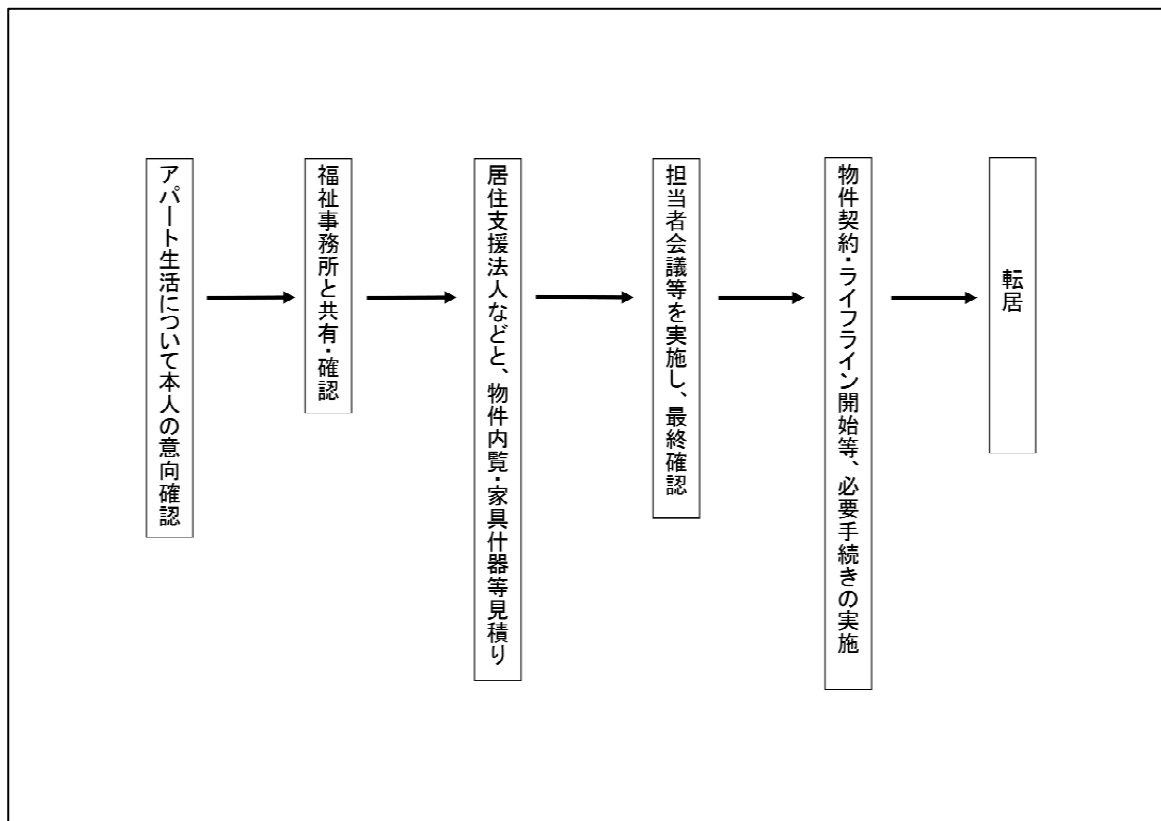 アパート生活について本人の意向確認
福祉事務所と共有・確認
居住支援法人などと、物件内覧・家具什器等見積り
担当者会議等を実施し、最終確認
物件契約・ライフライン開始等、必要手続きの実施
転居